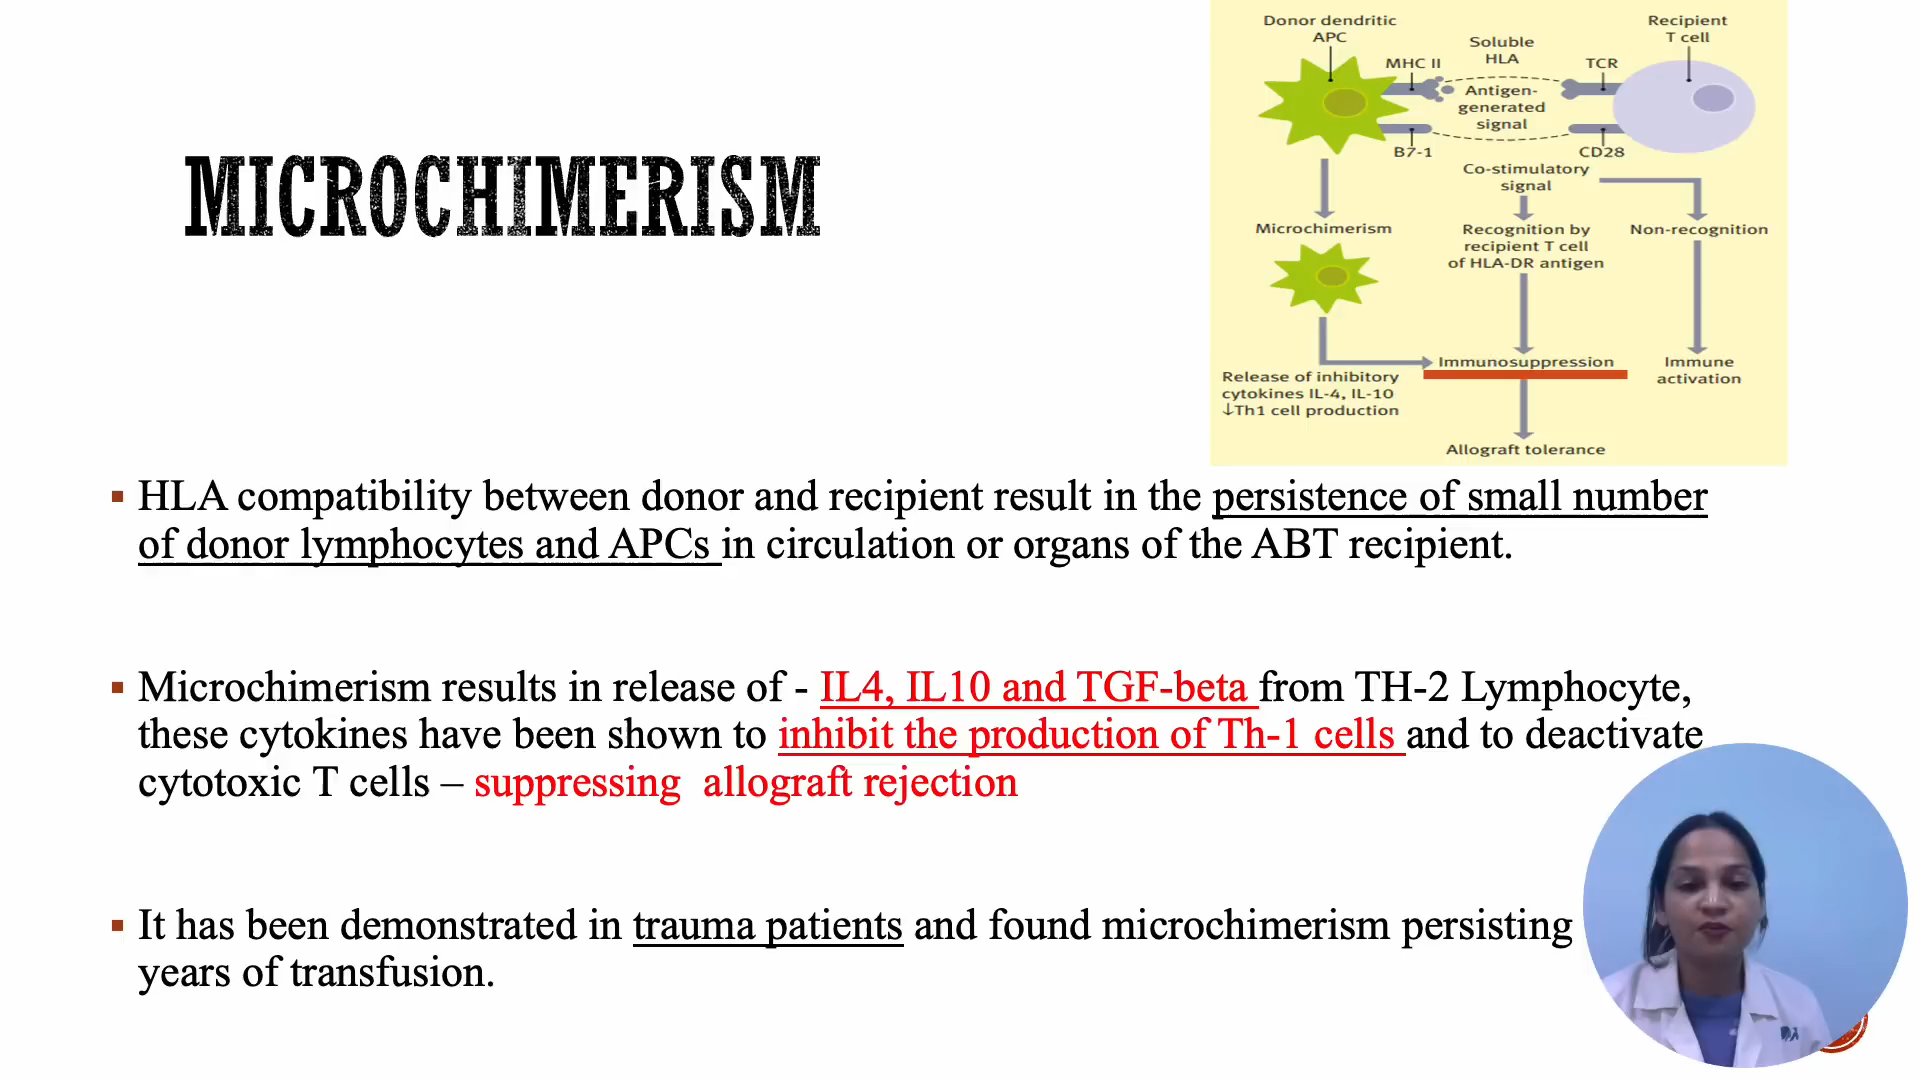 Donor dendritic
APC
Recipient
T cell
Soluble
HLA
MHC II
TCR
Antigen-
generated
signal
B7-1
CD28
Co-stimulatory
signal
MICROCHIMERISM
Microchimerism
Recognition by
recipient T cell
of HLA-DR antigen
Non-recognition
Immunosuppression
Immune
activation
Release of inhibitory
cytokines IL-4, IL-10
↓Th1 cell production
Allograft tolerance
▪ HLA compatibility between donor and recipient result in the persistence of small number
of donor lymphocytes and APCs in circulation or organs of the ABT recipient.
▪ Microchimerism results in release of - IL4, IL10 and TGF-beta from TH-2 Lymphocyte,
these cytokines have been shown to inhibit the production of Th-1 cells and to deactivate
cytotoxic T cells – suppressing allograft rejection
▪ It has been demonstrated in trauma patients and found microchimerism persisting
years of transfusion.